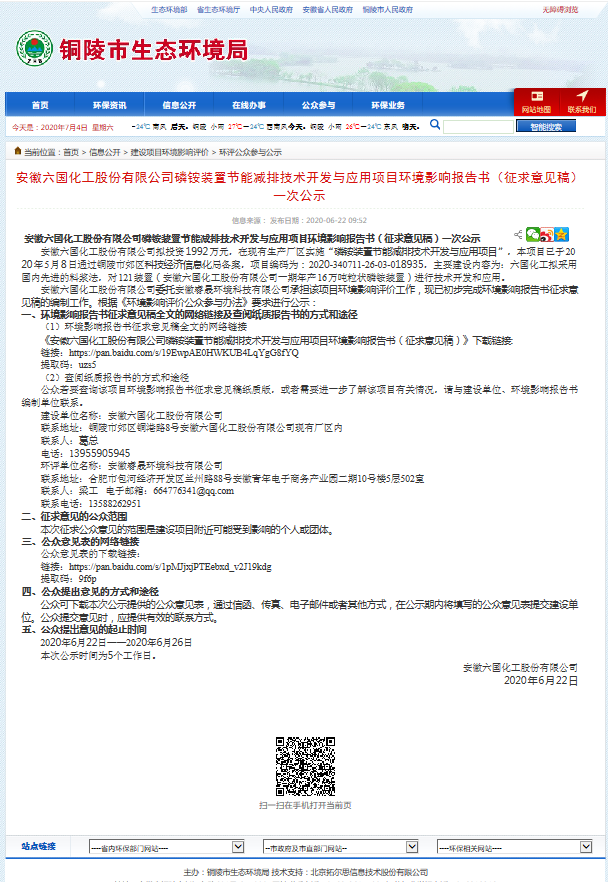 生态环境部 省生态环境厅 中央人民政府 安徽省人民政府 铜陵市人民政府 无障碍浏览
铜陵市生态环境局
首页 环保资讯 信息公开 在线办事 公众参与 环保业务 网站地图 联系我们
今天是：2020年7月4日 星期六 智能搜索
当前位置：首页 > 信息公开 > 建设项目环境影响评价 > 环评公众参与公示
安徽六国化工股份有限公司磷铵装置节能减排技术开发与应用项目环境影响报告书（征求意见稿）
一次公示
信息来源： 发布日期：2020-06-22 09:52
安徽六国化工股份有限公司磷铵装置节能减排技术开发与应用项目环境影响报告书（征求意见稿）一次公示
安徽六国化工股份有限公司拟投资1992万元，在现有生产厂区实施“磷铵装置节能减排技术开发与应用项目”，本项目已于20
20年5月8日通过铜陵市郊区科技经济信息化局备案，项目编码为：2020-340711-26-03-018935，主要建设内容为：六国化工拟采用
国内先进的料浆法，对121装置（安徽六国化工股份有限公司一期年产16万吨粒状磷铵装置）进行技术开发和应用。
安徽六国化工股份有限公司委托安徽睿晟环境科技有限公司承担该项目环境影响评价工作，现已初步完成环境影响报告书征求意
见稿的编制工作。根据《环境影响评价公众参与办法》要求进行公示：
一、环境影响报告书征求意见稿全文的网络链接及查阅纸质报告书的方式和途径
（1）环境影响报告书征求意见稿全文的网络链接
《安徽六国化工股份有限公司磷铵装置节能减排技术开发与应用项目环境影响报告书（征求意见稿）》下载链接:
链接：https://pan.baidu.com/s/19EwpAE0HWKUB4LqYgG8fYQ
提取码：uzs5
（2）查阅纸质报告书的方式和途径
公众若要查询该项目环境影响报告书征求意见稿纸质版，或者需要进一步了解该项目有关情况，请与建设单位、环境影响报告书
编制单位联系。
建设单位名称：安徽六国化工股份有限公司
联系地址：铜陵市郊区铜港路8号安徽六国化工股份有限公司现有厂区内
联系人：葛总
电话：13955905945
环评单位名称：安徽睿晟环境科技有限公司
联系地址：合肥市包河经济开发区兰州路88号安徽青年电子商务产业园二期10号楼5层502室
联系人：梁工 电子邮箱：664776341@qq.com
联系电话：13588262951
二、征求意见的公众范围
本次征求公众意见的范围是建设项目附近可能受到影响的个人或团体。
三、公众意见表的网络链接
公众意见表的下载链接：
链接：https://pan.baidu.com/s/1pMJjxjPTEebxd_v2J19kdg
提取码：9f6p
四、公众提出意见的方式和途径
公众可下载本次公示提供的公众意见表，通过信函、传真、电子邮件或者其他方式，在公示期内将填写的公众意见表提交建设单
位。公众提交意见时，应提供有效的联系方式。
五、公众提出意见的起止时间
2020年6月22日——2020年6月26日
本次公示时间为5个工作日。
安徽六国化工股份有限公司
2020年6月22日
扫一扫在手机打开当前页
站点链接 ----省内环保部门网站---- --市政府及市直部门网站-- ----环保相关网站----
主办：铜陵市生态环境局 技术支持：北京拓尔思信息技术股份有限公司